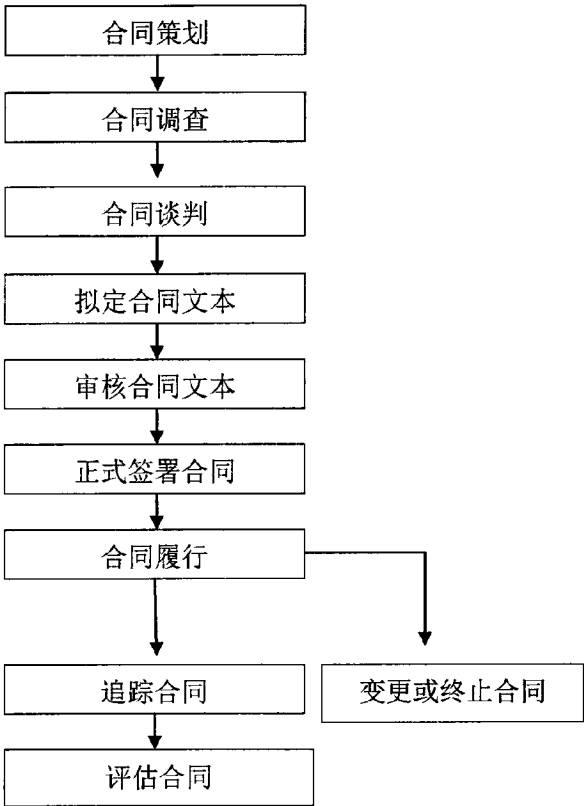 合同策划
合同调查
合同谈判
拟定合同文本
审核合同文本
正式签署合同
合同履行
追踪合同
变更或终止合同
评估合同